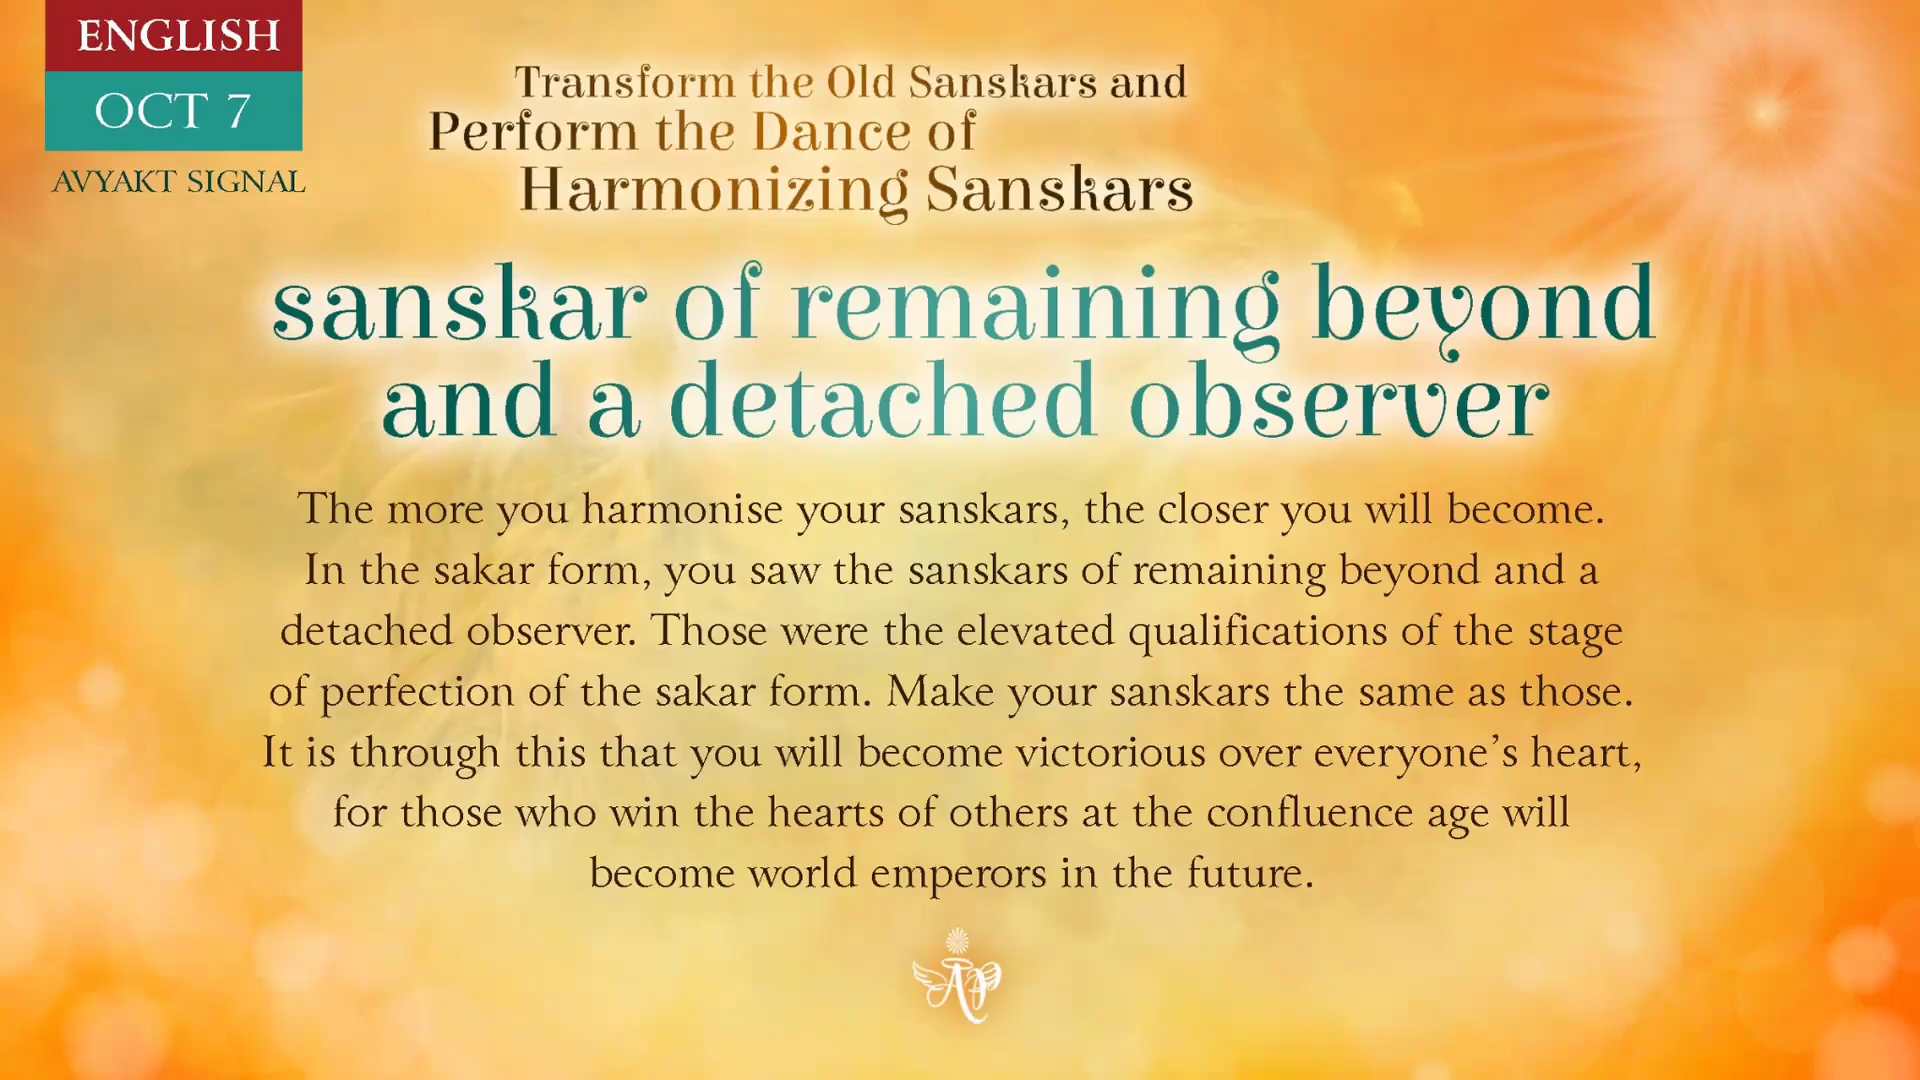 ENGLISH
OCT 7
AVYAKT SIGNAL
Transform the Old Sanskars and
Perform the Dance of
Harmonizing Sanskars
sanskar of remaining beyond
and a detached observer
The more you harmonise your sanskars, the closer you will become.
In the sakar form, you saw the sanskars of remaining beyond and a
detached observer. Those were the elevated qualifications of the stage
of perfection of the sakar form. Make your sanskars the same as those.
It is through this that you will become victorious over everyone’s heart,
for those who win the hearts of others at the confluence age will
become world emperors in the future.
AP